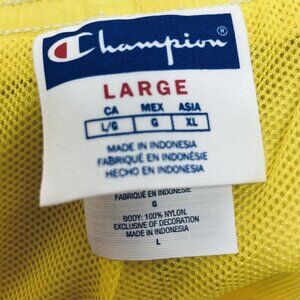 Champion®
LARGE
CA MEX ASIA
L/G G XL
MADE IN INDONESIA
FABRIQUÉ EN INDONÉSIE
HECHO EN INDONESIA
FABRIQUÉ EN INDONESIE
G
BODY: 100% NYLON.
EXCLUSIVE OF DECORATION
MADE IN INDONESIA
L